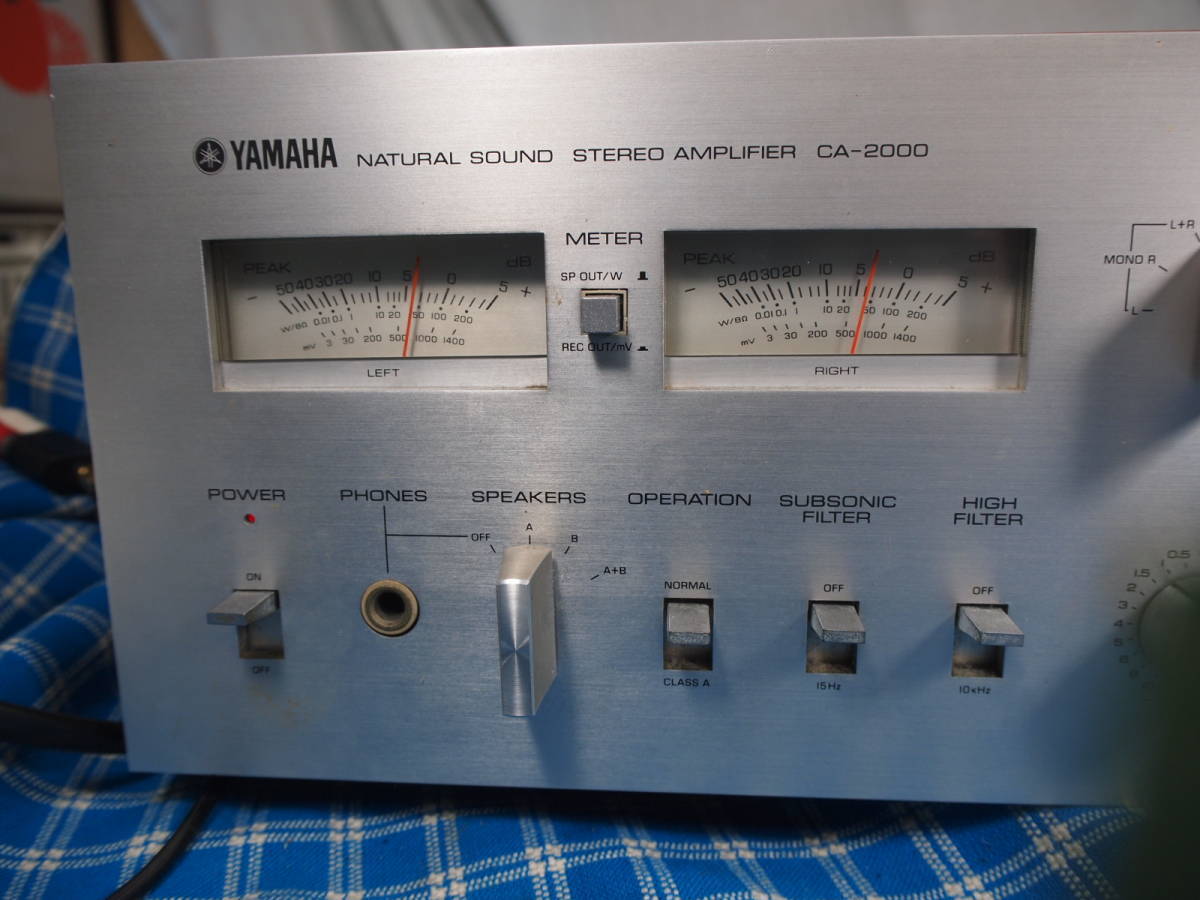 YAMAHA NATURAL SOUND STEREO AMPLIFIER CA-2000
PEAK dB
- 50 40 30 20 10 5 0 5 +
W/8Ω 0.01 0.1 1 10 20 50 100 200
mV 3 30 200 500 1000 1400
LEFT
METER
SP OUT/W
REC OUT/mV
PEAK dB
- 50 40 30 20 10 5 0 5 +
W/8Ω 0.01 0.1 1 10 20 50 100 200
mV 3 30 200 500 1000 1400
RIGHT
L+R
MONO R
L
POWER
ON
OFF
PHONES
SPEAKERS
OFF
A
B
A+B
OPERATION
NORMAL
CLASS A
SUBSONIC
FILTER
OFF
15Hz
HIGH
FILTER
OFF
10kHz
0.5
1.5
2
3
4
5